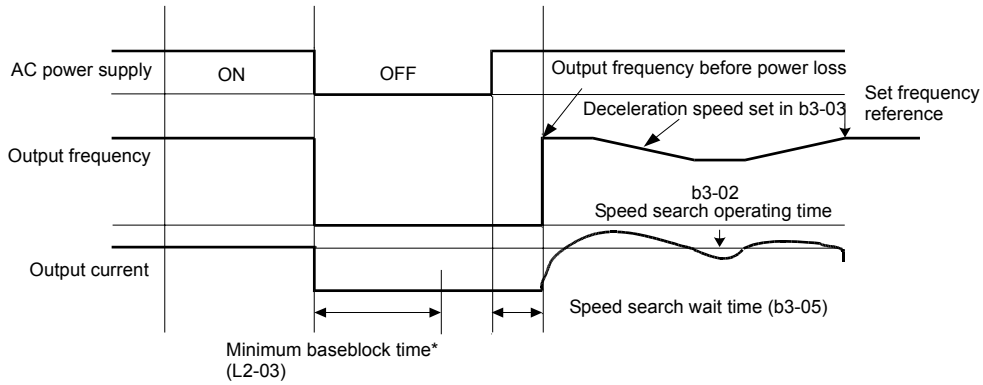 AC power supply
ON
OFF
Output frequency before power loss
Deceleration speed set in b3-03
Set frequency
reference
Output frequency
b3-02
Speed search operating time
Output current
Speed search wait time (b3-05)
Minimum baseblock time*
(L2-03)